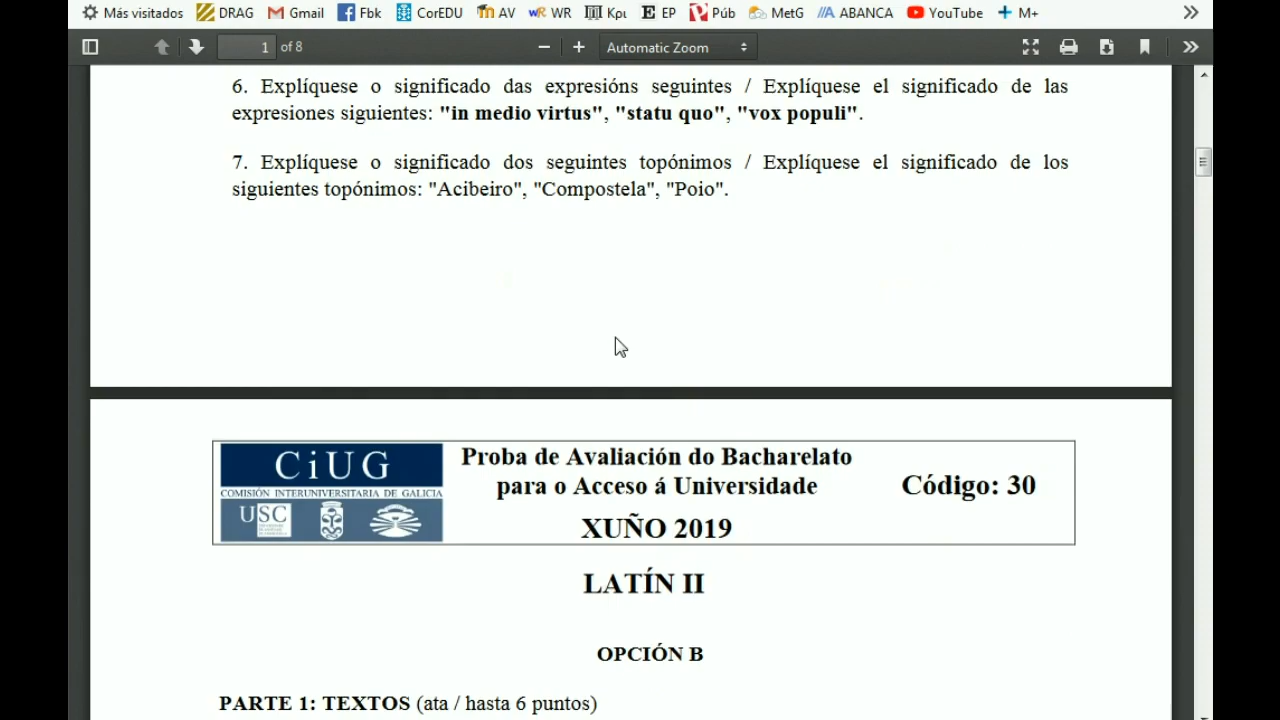 Más visitados DRAG Gmail Fbk CorEDU AV WR EP Púb MetG ABANCA YouTube M+
1 of 8 Automatic Zoom
6. Explíquese o significado das expresións seguintes / Explíquese el significado de las
expresiones siguientes: "in medio virtus", "statu quo", "vox populi".
7. Explíquese o significado dos seguintes topónimos / Explíquese el significado de los
siguientes topónimos: "Acibeiro", "Compostela", "Poio".
CiUG
COMISIÓN INTERUNIVERSITARIA DE GALICIA
USC
Proba de Avaliación do Bacharelato
para o Acceso á Universidade
XUÑO 2019
Código: 30
LATÍN II
OPCIÓN B
PARTE 1: TEXTOS (ata / hasta 6 puntos)